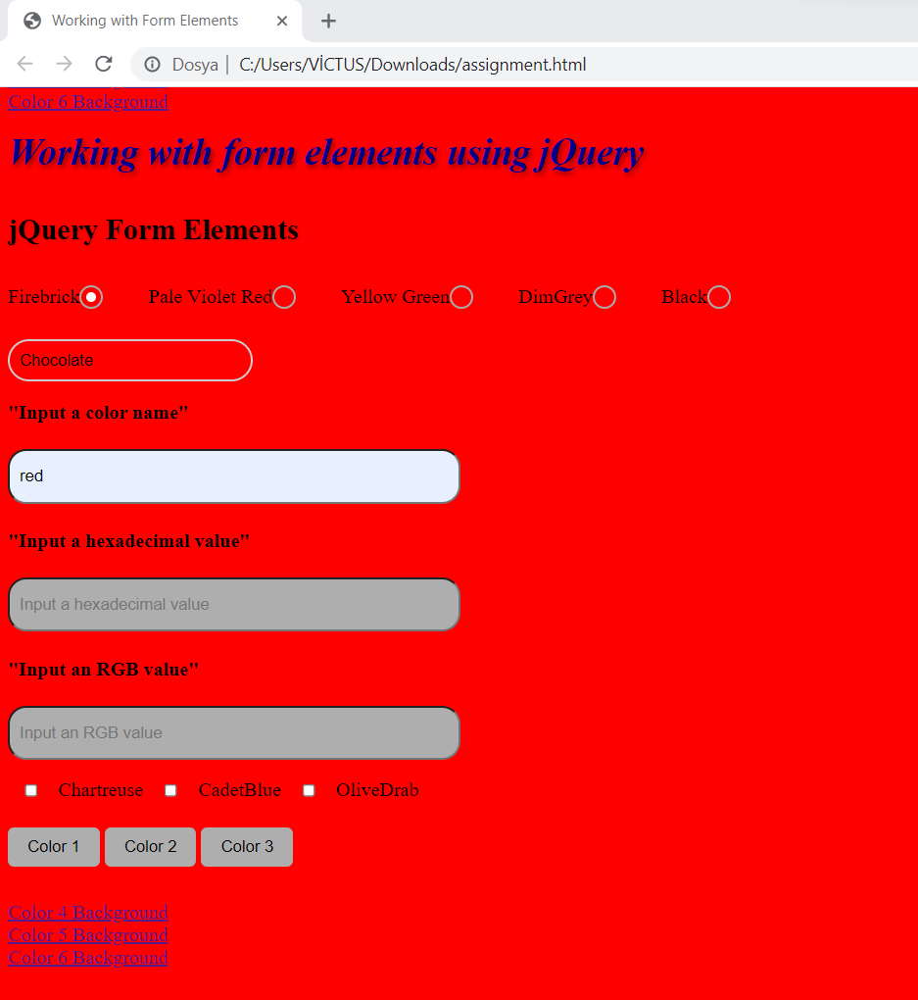 Working with Form Elements
Dosya | C:/Users/VİCTUS/Downloads/assignment.html
Color 6 Background
Working with form elements using jQuery
jQuery Form Elements
Firebrick Pale Violet Red Yellow Green DimGrey Black
Chocolate
"Input a color name"
red
"Input a hexadecimal value"
Input a hexadecimal value
"Input an RGB value"
Input an RGB value
Chartreuse CadetBlue OliveDrab
Color 1 Color 2 Color 3
Color 4 Background
Color 5 Background
Color 6 Background